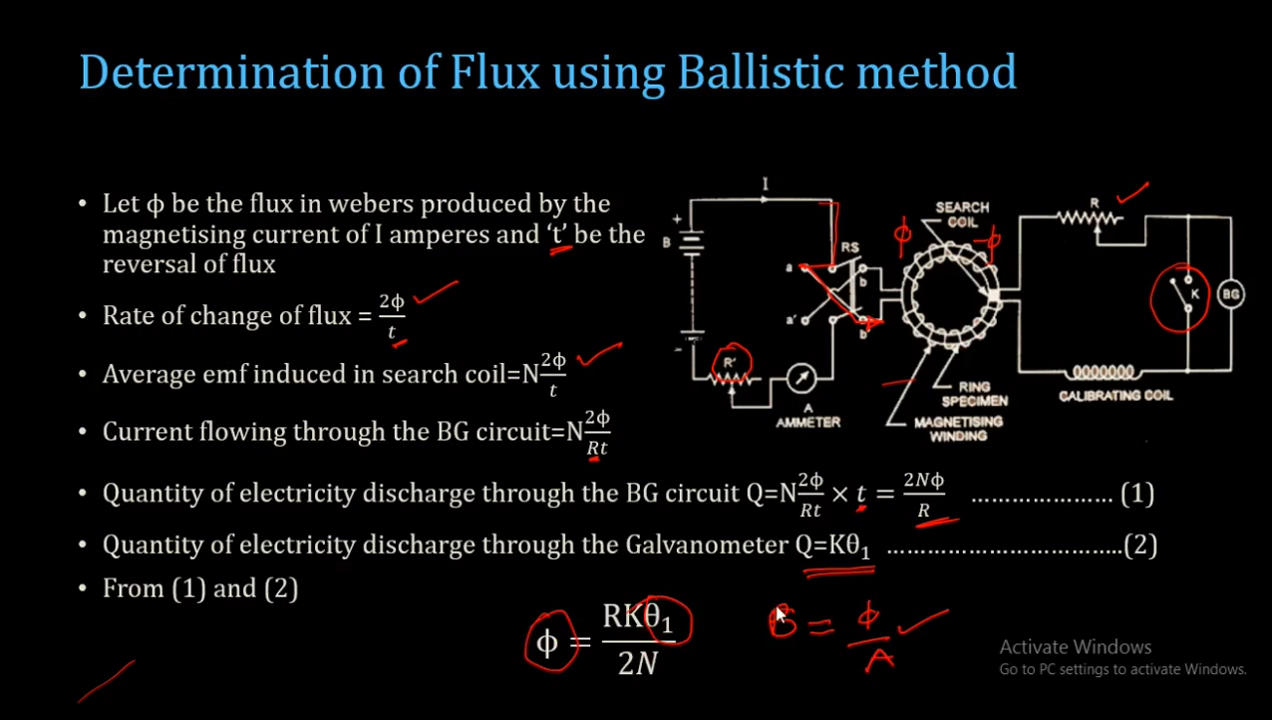 Determination of Flux using Ballistic method
• Let ϕ be the flux in webers produced by the
magnetising current of I amperes and ‘t’ be the
reversal of flux
• Rate of change of flux = 2ϕ/t
• Average emf induced in search coil=N2ϕ/t
• Current flowing through the BG circuit=N2ϕ/Rt
• Quantity of electricity discharge through the BG circuit Q=N2ϕ/Rt × t = 2Nϕ/R ………………… (1)
• Quantity of electricity discharge through the Galvanometer Q=Kθ₁ ……………………………..(2)
• From (1) and (2)
ϕ = RKθ₁/2N
B = ϕ/A
I
+
B
-
R'
A
AMMETER
a
a'
RS
b
b'
ϕ
-ϕ
SEARCH
COIL
RING
SPECIMEN
MAGNETISING
WINDING
R
K
BG
CALIBRATING COIL
Activate Windows
Go to PC settings to activate Windows.